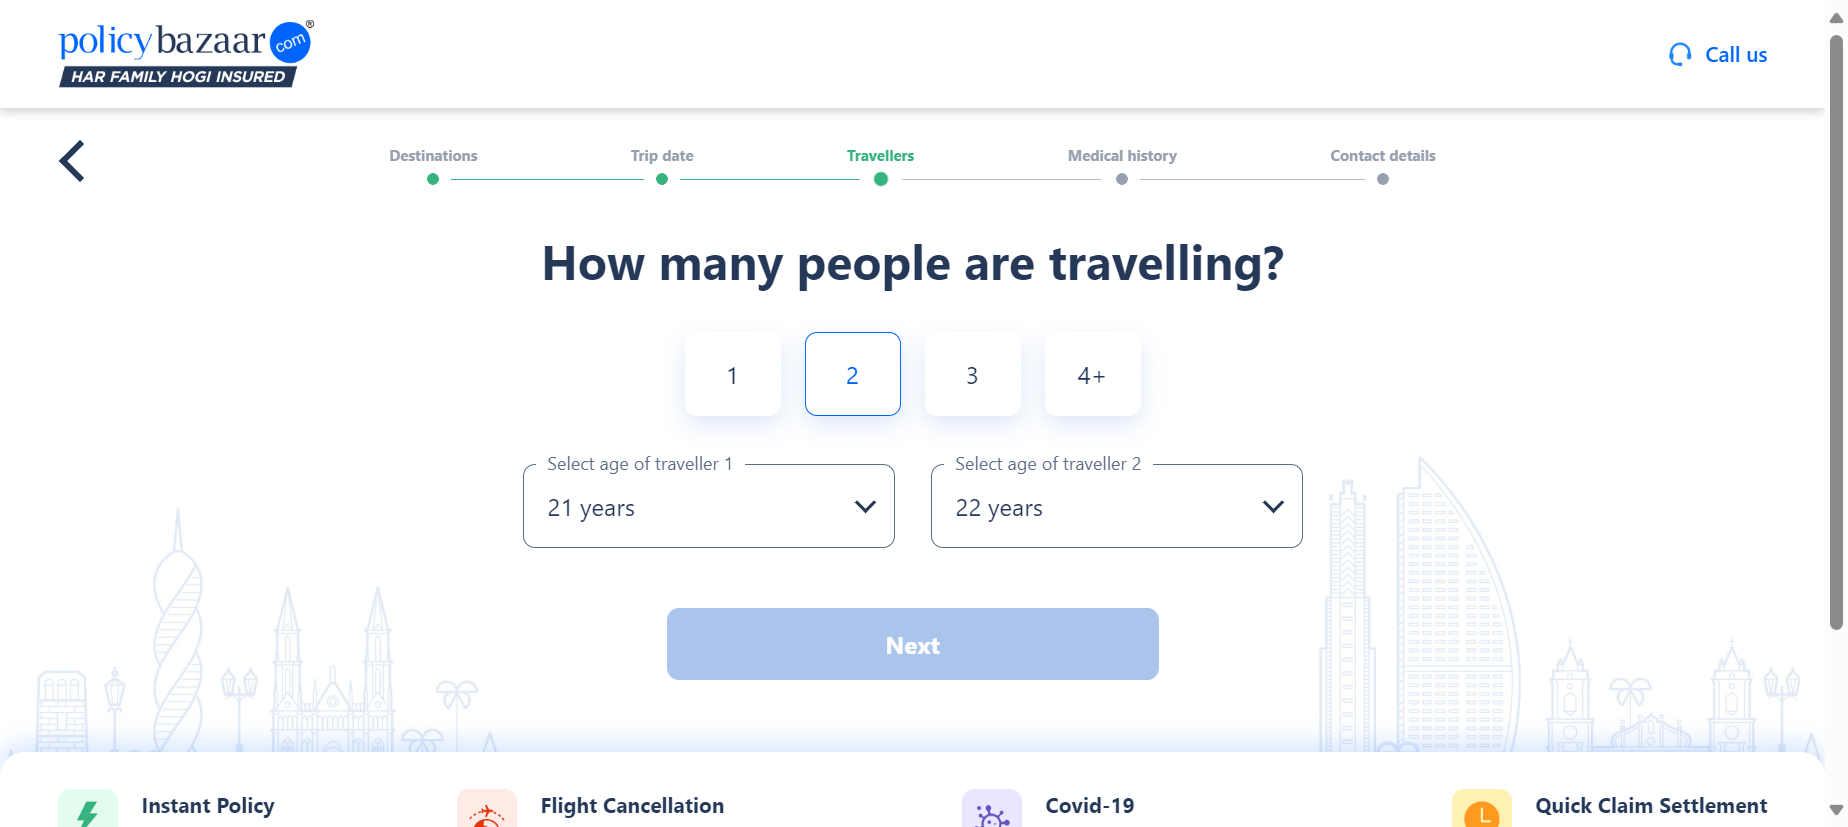 policybazaar com ®
HAR FAMILY HOGI INSURED
Call us
Destinations
Trip date
Travellers
Medical history
Contact details
How many people are travelling?
1
2
3
4+
Select age of traveller 1
21 years
Select age of traveller 2
22 years
Next
Instant Policy
Flight Cancellation
Covid-19
Quick Claim Settlement